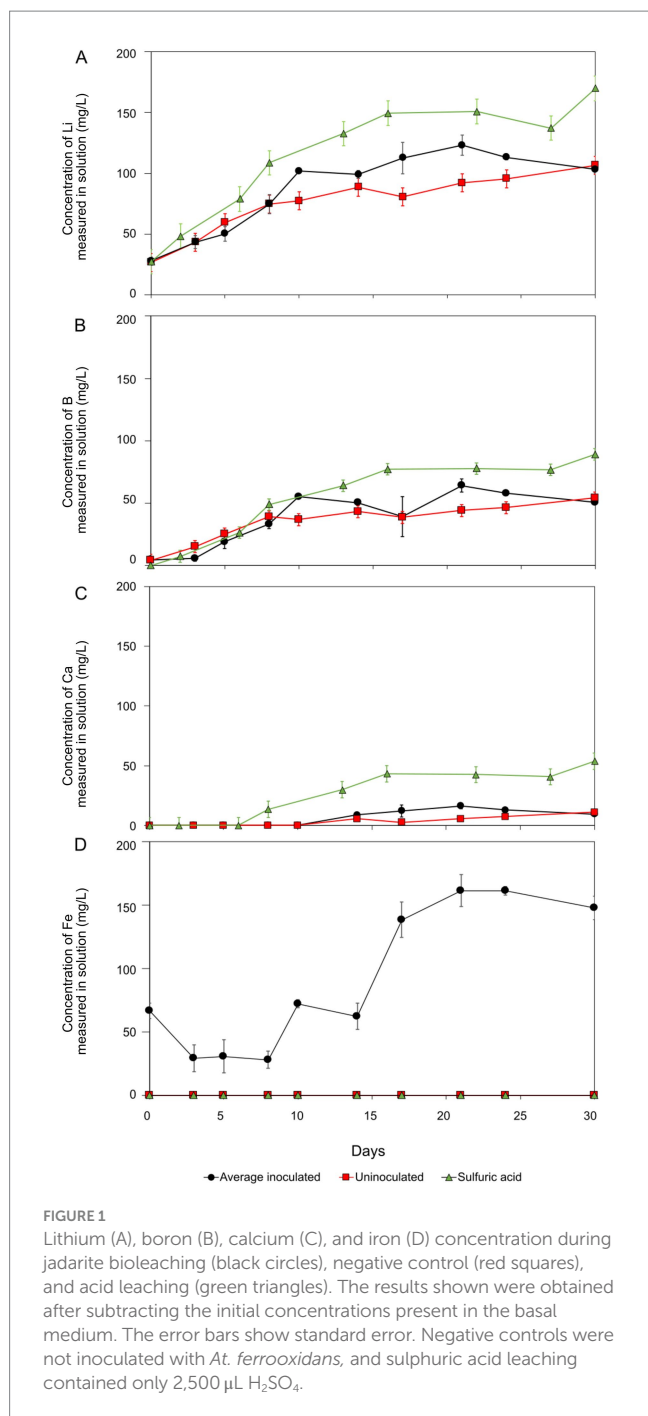 A
Concentration of Li
measured in solution (mg/L)
200
150
100
50
0
B
Concentration of B
measured in solution (mg/L)
200
150
100
50
0
C
Concentration of Ca
measured in solution (mg/L)
200
150
100
50
0
D
Concentration of Fe
measured in solution (mg/L)
200
150
100
50
0
0 5 10 15 20 25 30
Days
Average inoculated Uninoculated Sulfuric acid
FIGURE 1
Lithium (A), boron (B), calcium (C), and iron (D) concentration during
jadarite bioleaching (black circles), negative control (red squares),
and acid leaching (green triangles). The results shown were obtained
after subtracting the initial concentrations present in the basal
medium. The error bars show standard error. Negative controls were
not inoculated with At. ferrooxidans, and sulphuric acid leaching
contained only 2,500 μL H₂SO₄.